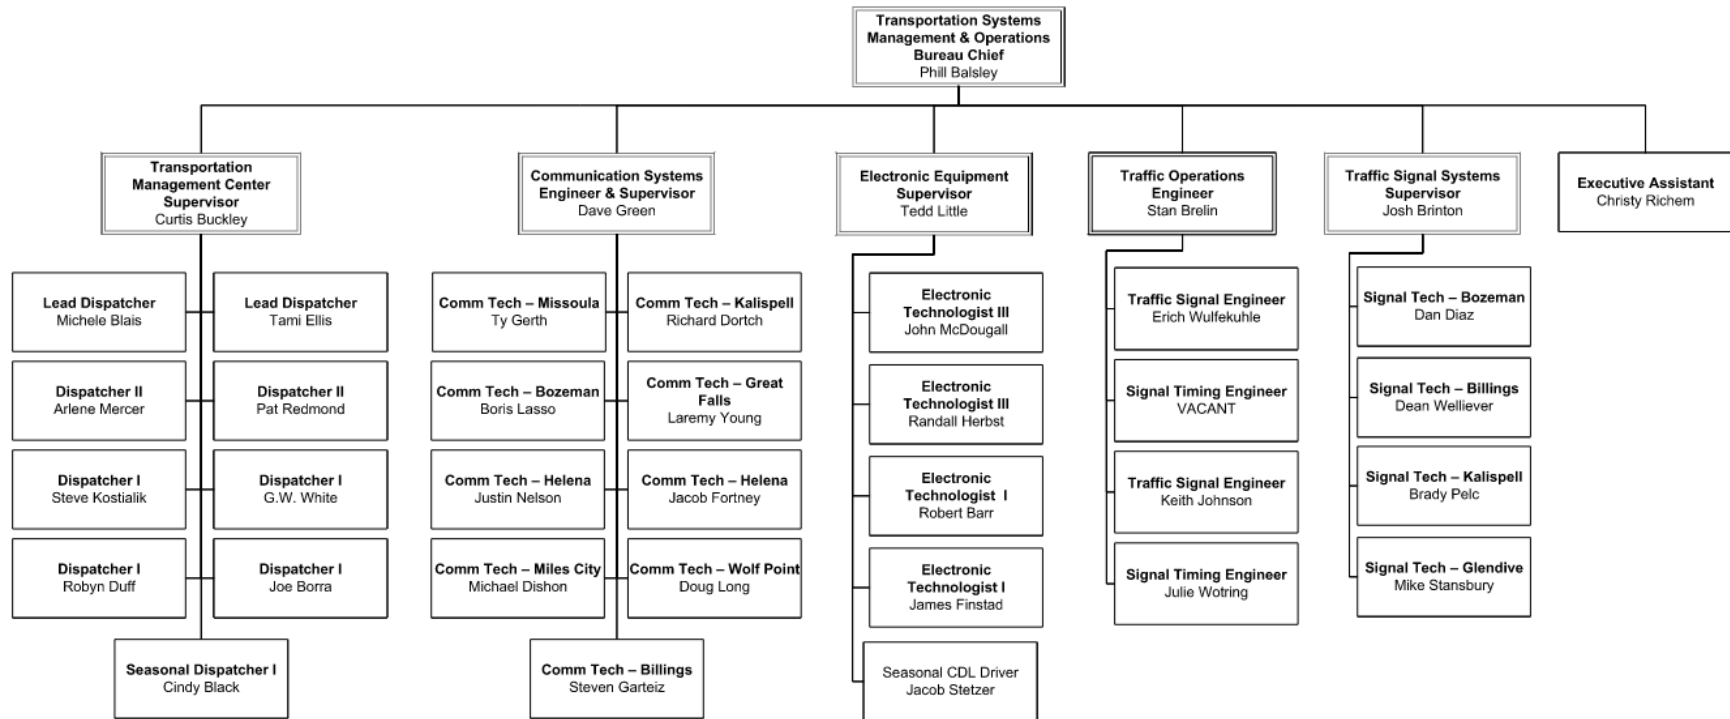 Transportation Systems
Management & Operations
Bureau Chief
Phill Balsley
Transportation
Management Center
Supervisor
Curtis Buckley
Communication Systems
Engineer & Supervisor
Dave Green
Electronic Equipment
Supervisor
Tedd Little
Traffic Operations
Engineer
Stan Brelin
Traffic Signal Systems
Supervisor
Josh Brinton
Executive Assistant
Christy Richem
Lead Dispatcher
Michele Blais
Lead Dispatcher
Tami Ellis
Dispatcher II
Arlene Mercer
Dispatcher II
Pat Redmond
Dispatcher I
Steve Kostialik
Dispatcher I
G.W. White
Dispatcher I
Robyn Duff
Dispatcher I
Joe Borra
Seasonal Dispatcher I
Cindy Black
Comm Tech – Missoula
Ty Gerth
Comm Tech – Kalispell
Richard Dortch
Comm Tech – Bozeman
Boris Lasso
Comm Tech – Great
Falls
Laremy Young
Comm Tech – Helena
Justin Nelson
Comm Tech – Helena
Jacob Fortney
Comm Tech – Miles City
Michael Dishon
Comm Tech – Wolf Point
Doug Long
Comm Tech – Billings
Steven Garteiz
Electronic
Technologist III
John McDougall
Electronic
Technologist III
Randall Herbst
Electronic
Technologist I
Robert Barr
Electronic
Technologist I
James Finstad
Seasonal CDL Driver
Jacob Stetzer
Traffic Signal Engineer
Erich Wulfekuhle
Signal Timing Engineer
VACANT
Traffic Signal Engineer
Keith Johnson
Signal Timing Engineer
Julie Wotring
Signal Tech – Bozeman
Dan Diaz
Signal Tech – Billings
Dean Welliever
Signal Tech – Kalispell
Brady Pelc
Signal Tech – Glendive
Mike Stansbury